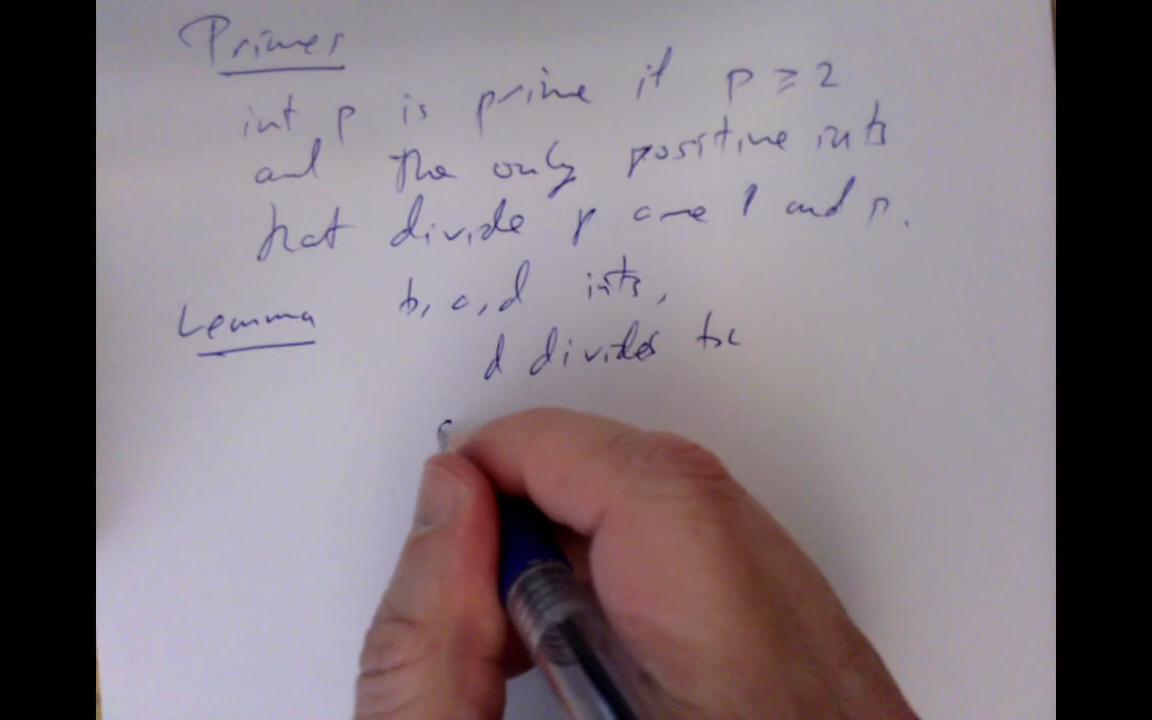 Primes
int p is prime if p ≥ 2
and the only positive ints
that divide p are 1 and p.
Lemma b, c, d ints,
d divides bc